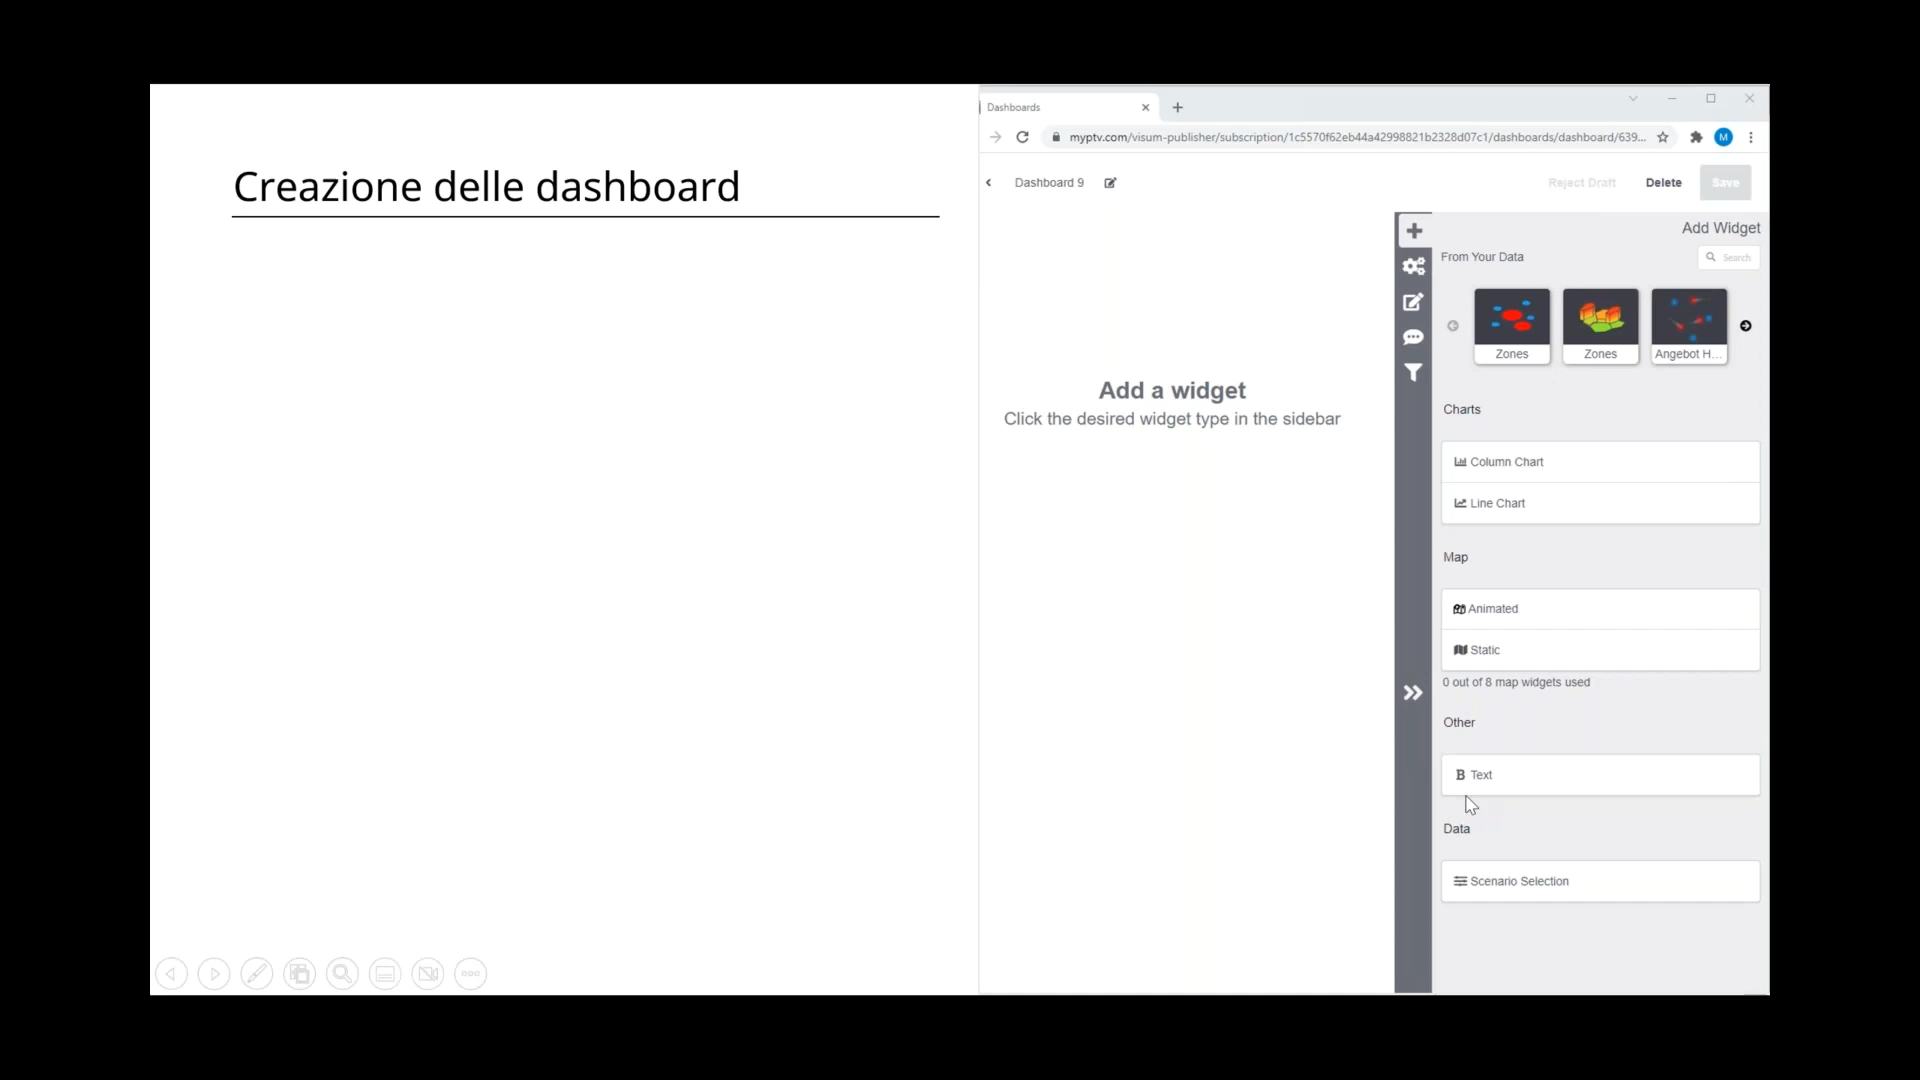 Creazione delle dashboard
Dashboards
myptv.com/visum-publisher/subscription/1c5570f62eb44a42998821b2328d07c1/dashboards/dashboard/639...
M
Dashboard 9
Reject Draft
Delete
Save
Add Widget
From Your Data
Search
Zones
Zones
Angebot H...
Add a widget
Click the desired widget type in the sidebar
Charts
Column Chart
Line Chart
Map
Animated
Static
0 out of 8 map widgets used
Other
B Text
Data
Scenario Selection